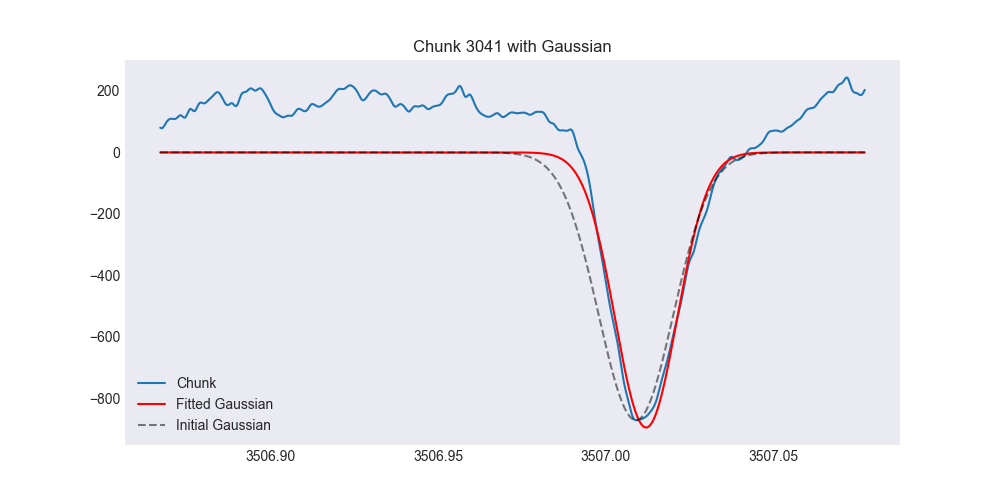 Chunk 3041 with Gaussian
200
0
−200
−400
−600
−800
Chunk
Fitted Gaussian
Initial Gaussian
3506.90 3506.95 3507.00 3507.05